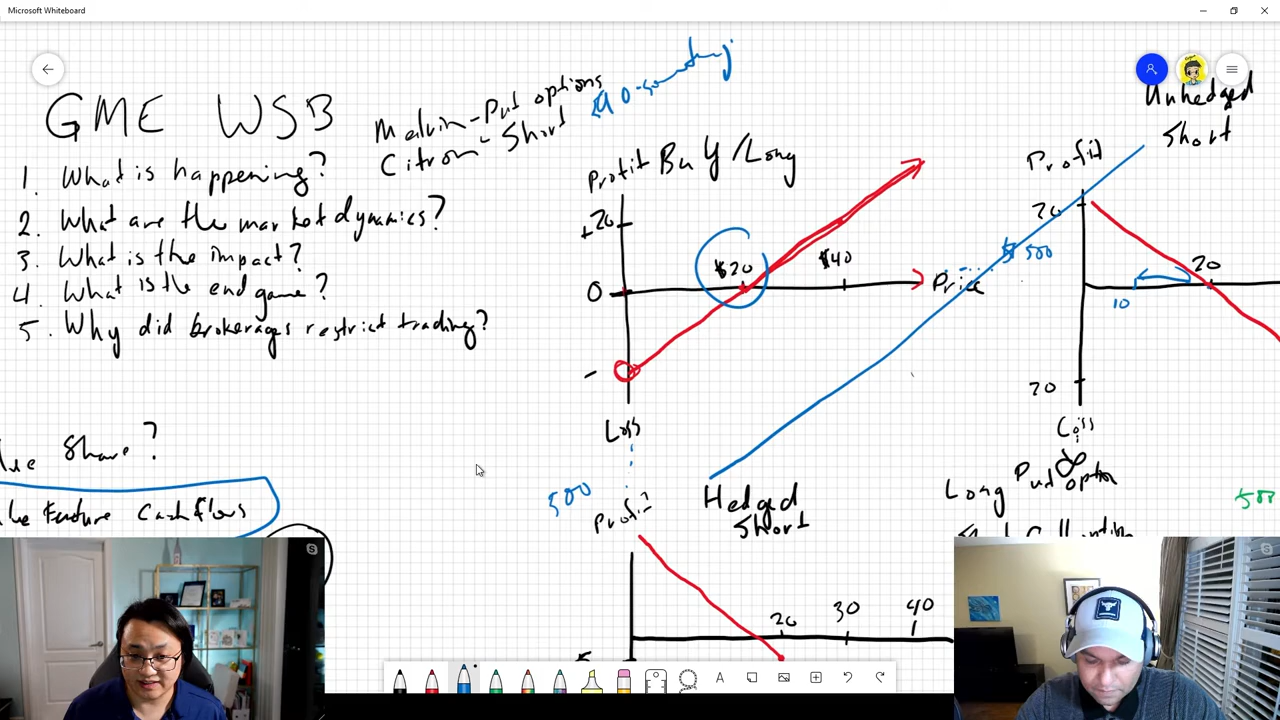 Microsoft Whiteboard
GME WSB
Malvin - Put options
Citron - Short
1. What is happening?
2. What are the market dynamics?
3. What is the impact?
4. What is the end game?
5. Why did brokerages restrict trading?
Share?
Future Cashflows
Profit Buy/Long
+20
0
-
$20
$40
Price
Loss
Unhedged
Short
Profit
20
20
10
20
Loss
∞
$500
500
Profit
Hedged
Short
20
30
40
Long Put option
500
A